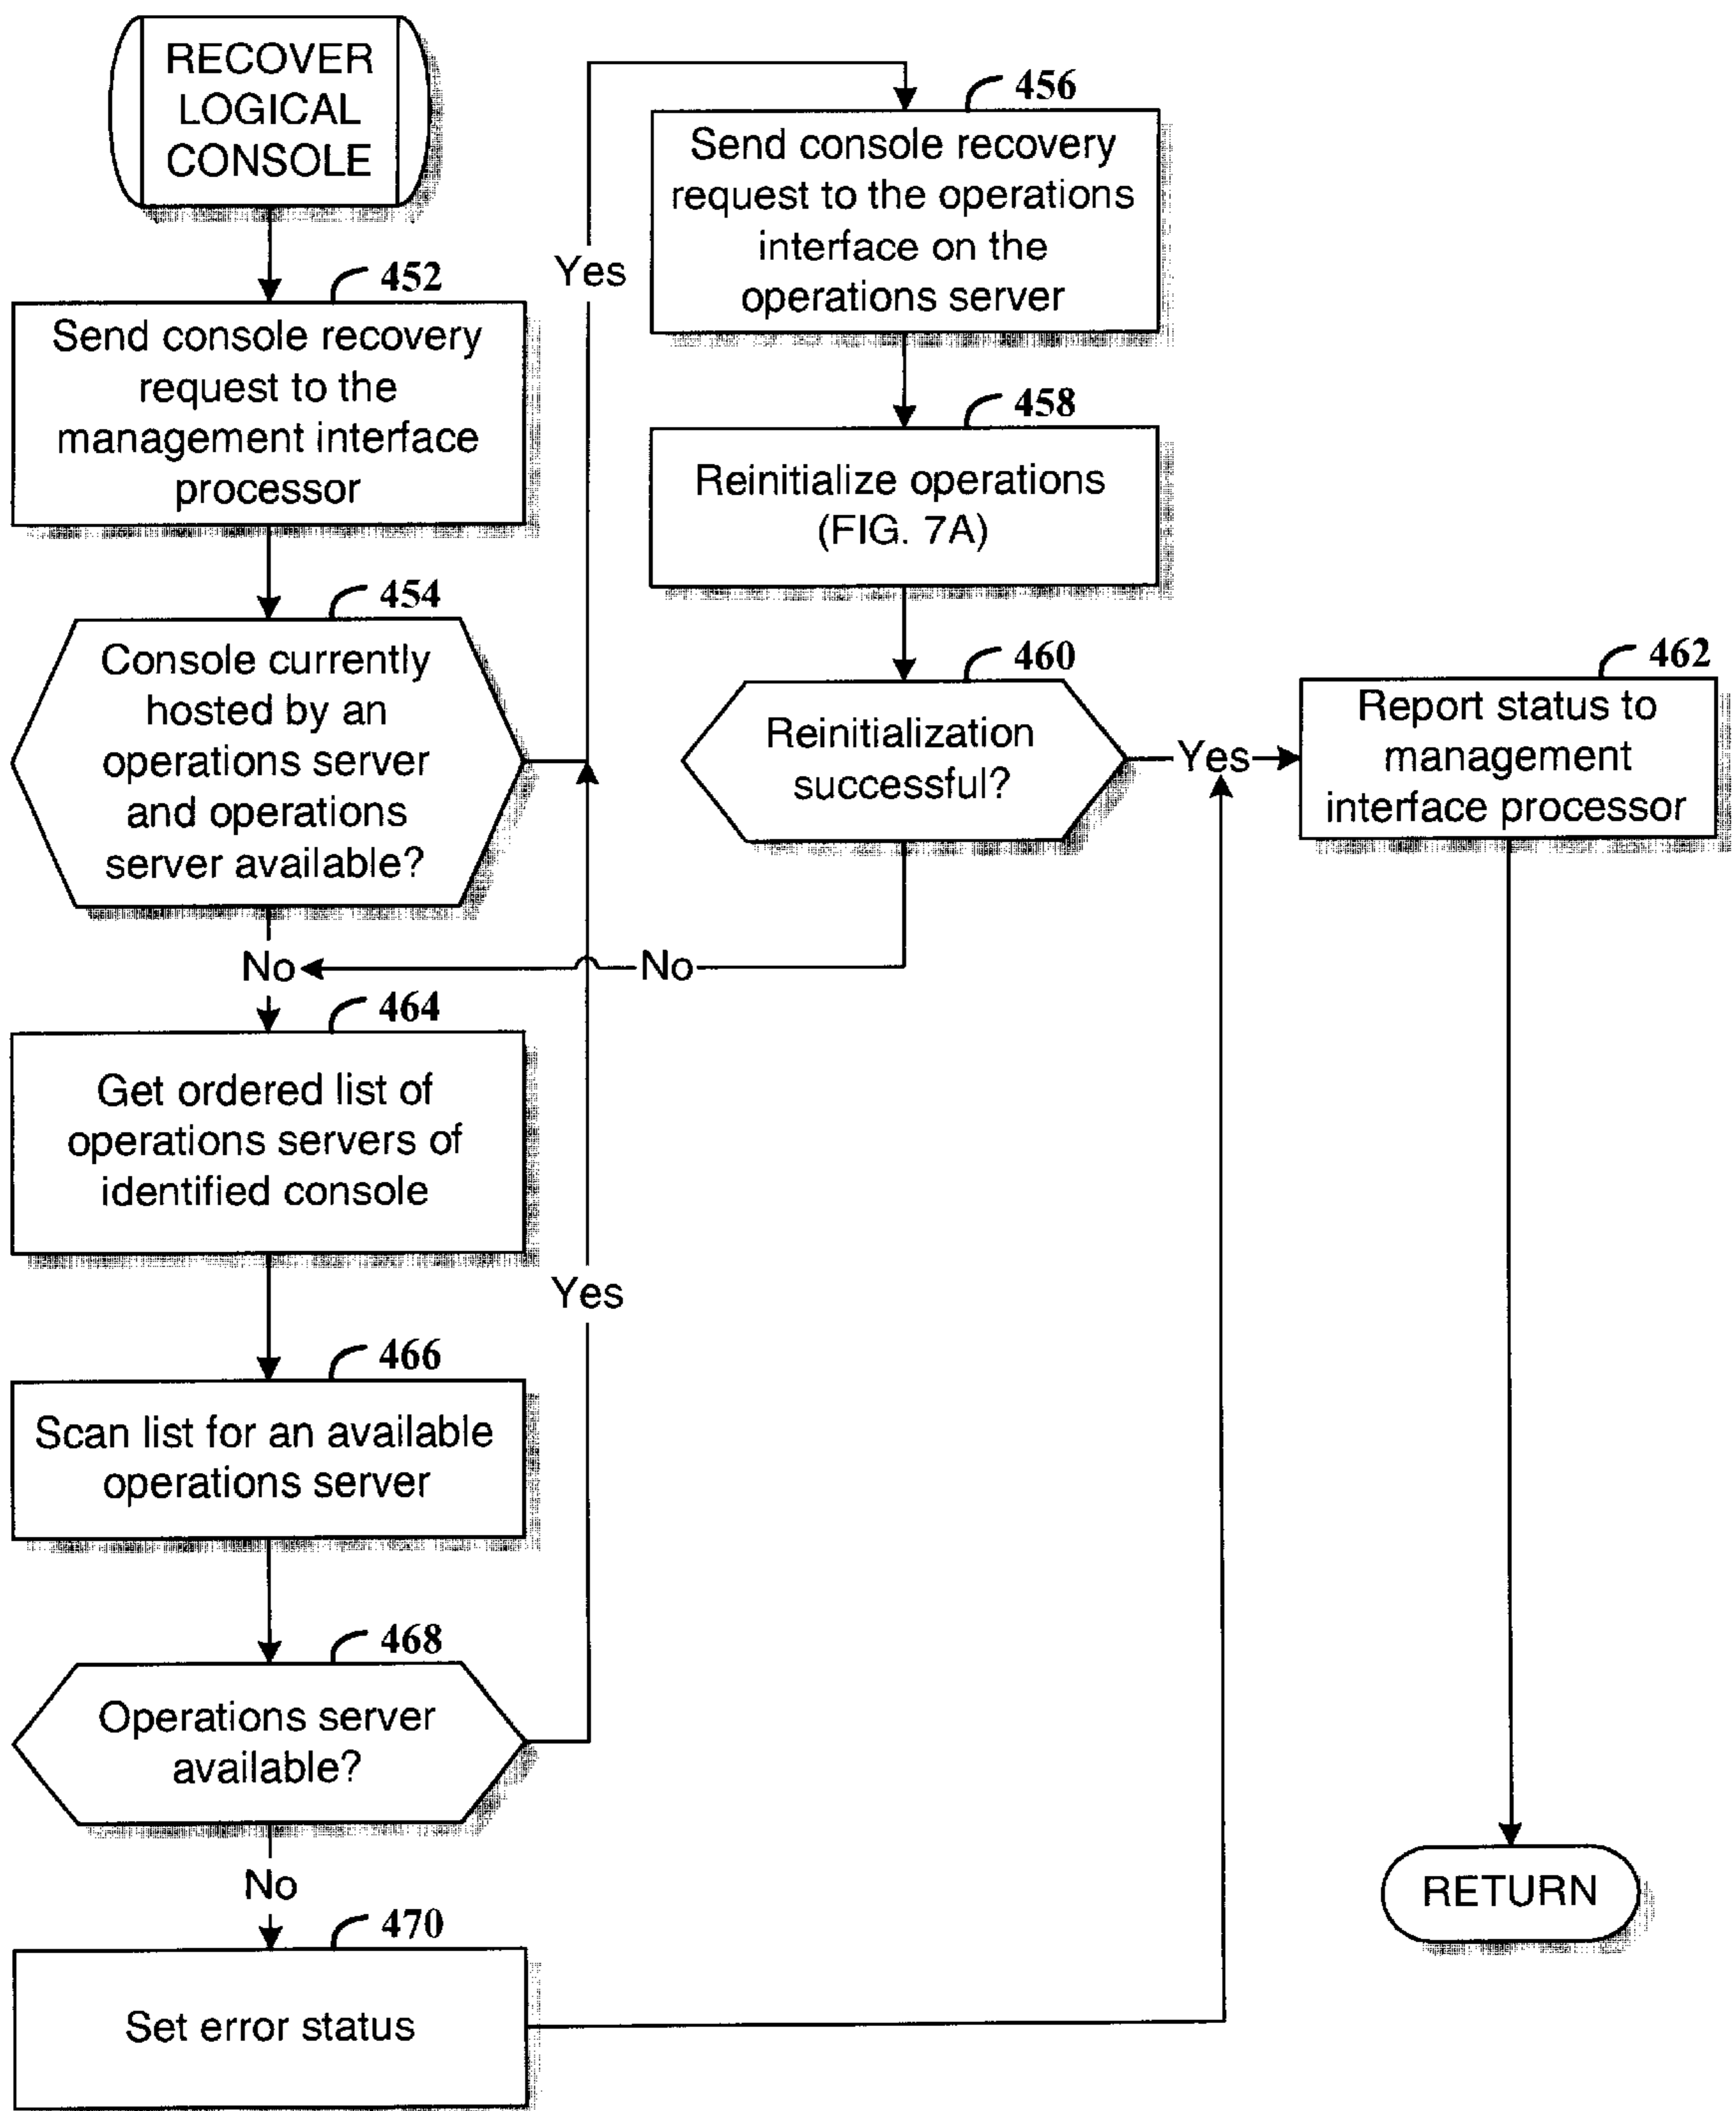 RECOVER
LOGICAL
CONSOLE
452
Send console recovery
request to the
management interface
processor
454
Console currently
hosted by an
operations server
and operations
server available?
Yes
No
456
Send console recovery
request to the operations
interface on the
operations server
458
Reinitialize operations
(FIG. 7A)
460
Reinitialization
successful?
Yes
No
462
Report status to
management
interface processor
464
Get ordered list of
operations servers of
identified console
466
Scan list for an available
operations server
468
Operations server
available?
Yes
No
470
Set error status
RETURN